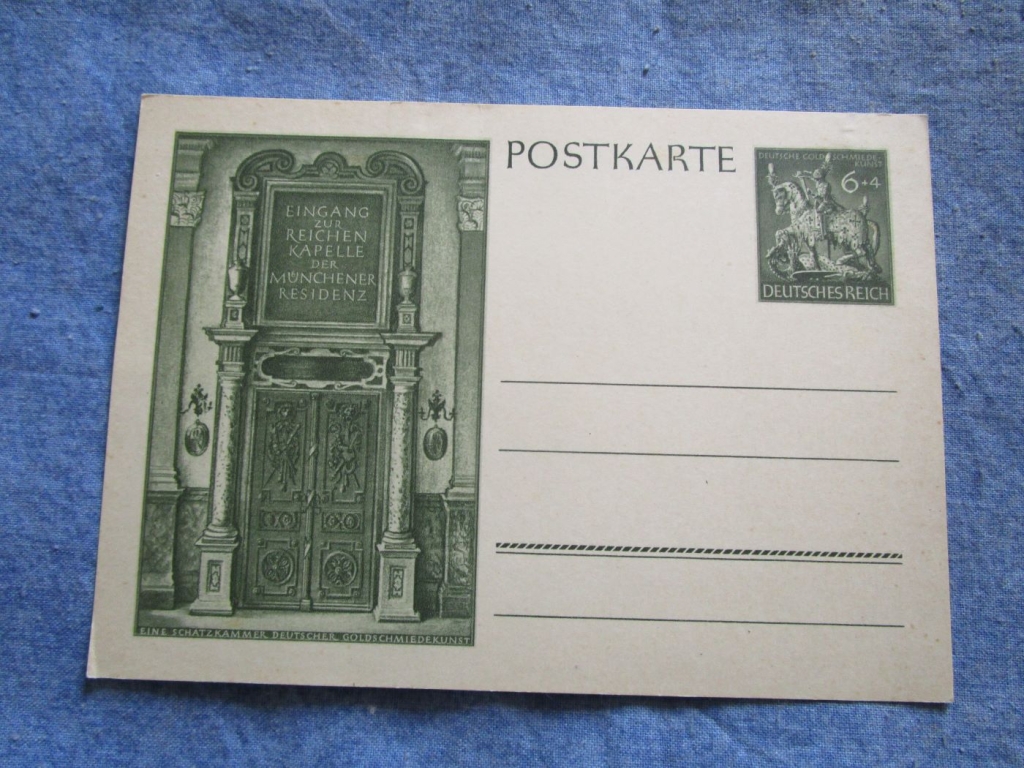 POSTKARTE
DEUTSCHE GOLDSCHMIEDE-
KUNST
6+4
DEUTSCHES REICH
EINGANG
ZUR
REICHEN
KAPELLE
DER
MÜNCHENER
RESIDENZ
EINE SCHATZKAMMER DEUTSCHER GOLDSCHMIEDEKUNST